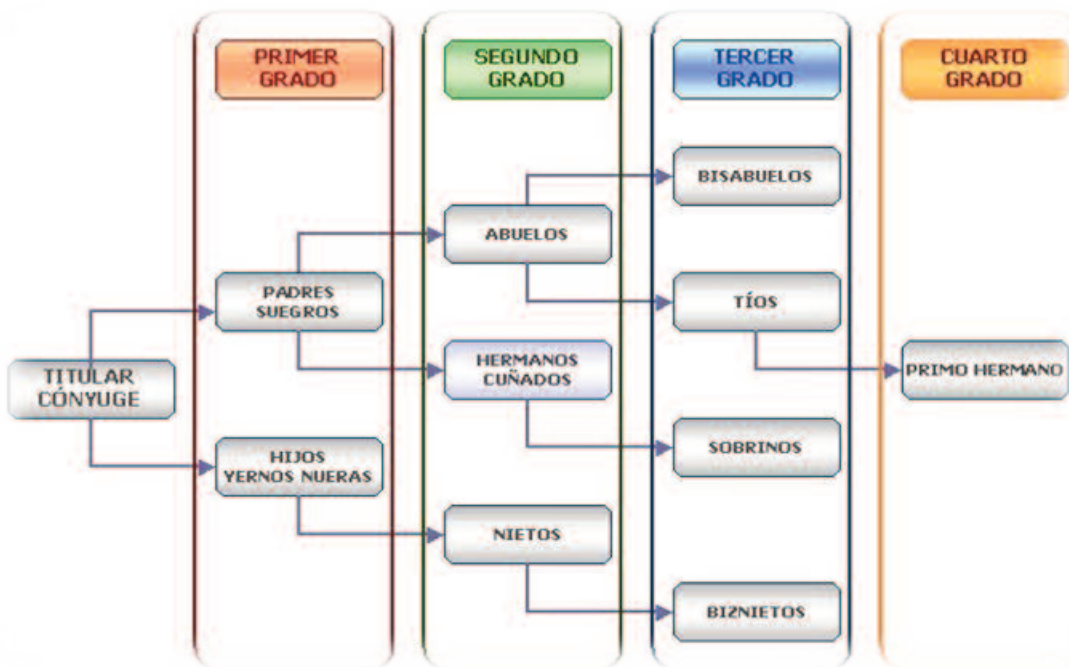 PRIMER
GRADO
SEGUNDO
GRADO
TERCER
GRADO
CUARTO
GRADO
TITULAR
CÓNYUGE
PADRES
SUEGROS
HIJOS
YERNOS NUERAS
ABUELOS
HERMANOS
CUÑADOS
NIETOS
BISABUELOS
TÍOS
SOBRINOS
BIZNIETOS
PRIMO HERMANO